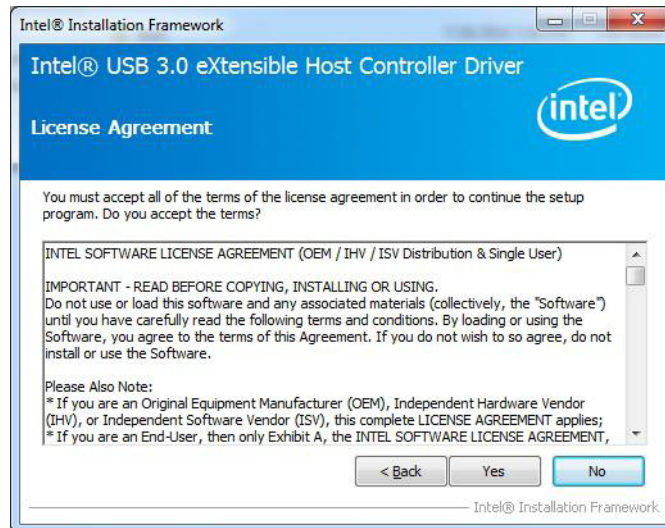 Intel® Installation Framework
Intel® USB 3.0 eXtensible Host Controller Driver
License Agreement
intel
You must accept all of the terms of the license agreement in order to continue the setup
program. Do you accept the terms?
INTEL SOFTWARE LICENSE AGREEMENT (OEM / IHV / ISV Distribution & Single User)
IMPORTANT - READ BEFORE COPYING, INSTALLING OR USING.
Do not use or load this software and any associated materials (collectively, the "Software")
until you have carefully read the following terms and conditions. By loading or using the
Software, you agree to the terms of this Agreement. If you do not wish to so agree, do not
install or use the Software.
Please Also Note:
* If you are an Original Equipment Manufacturer (OEM), Independent Hardware Vendor
(IHV), or Independent Software Vendor (ISV), this complete LICENSE AGREEMENT applies;
* If you are an End-User, then only Exhibit A, the INTEL SOFTWARE LICENSE AGREEMENT,
< Back Yes No
Intel® Installation Framework